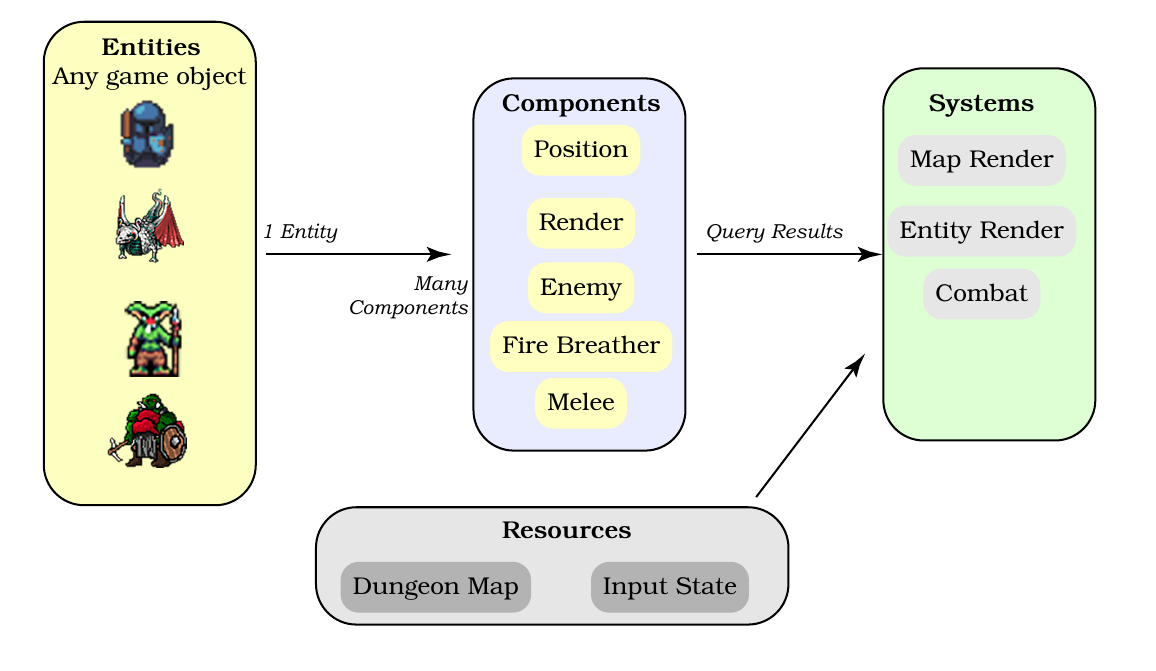 Entities
Any game object
1 Entity
Many
Components
Components
Position
Render
Enemy
Fire Breather
Melee
Query Results
Systems
Map Render
Entity Render
Combat
Resources
Dungeon Map
Input State